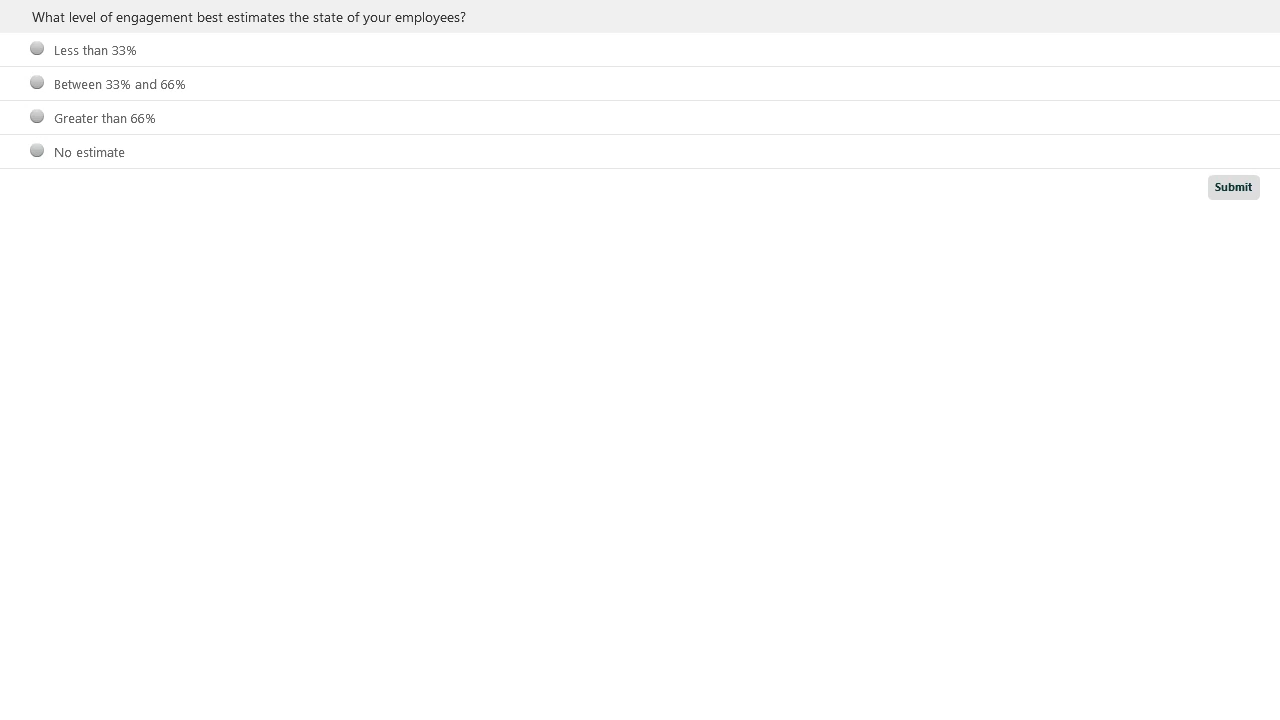 What level of engagement best estimates the state of your employees?
Less than 33%
Between 33% and 66%
Greater than 66%
No estimate
Submit